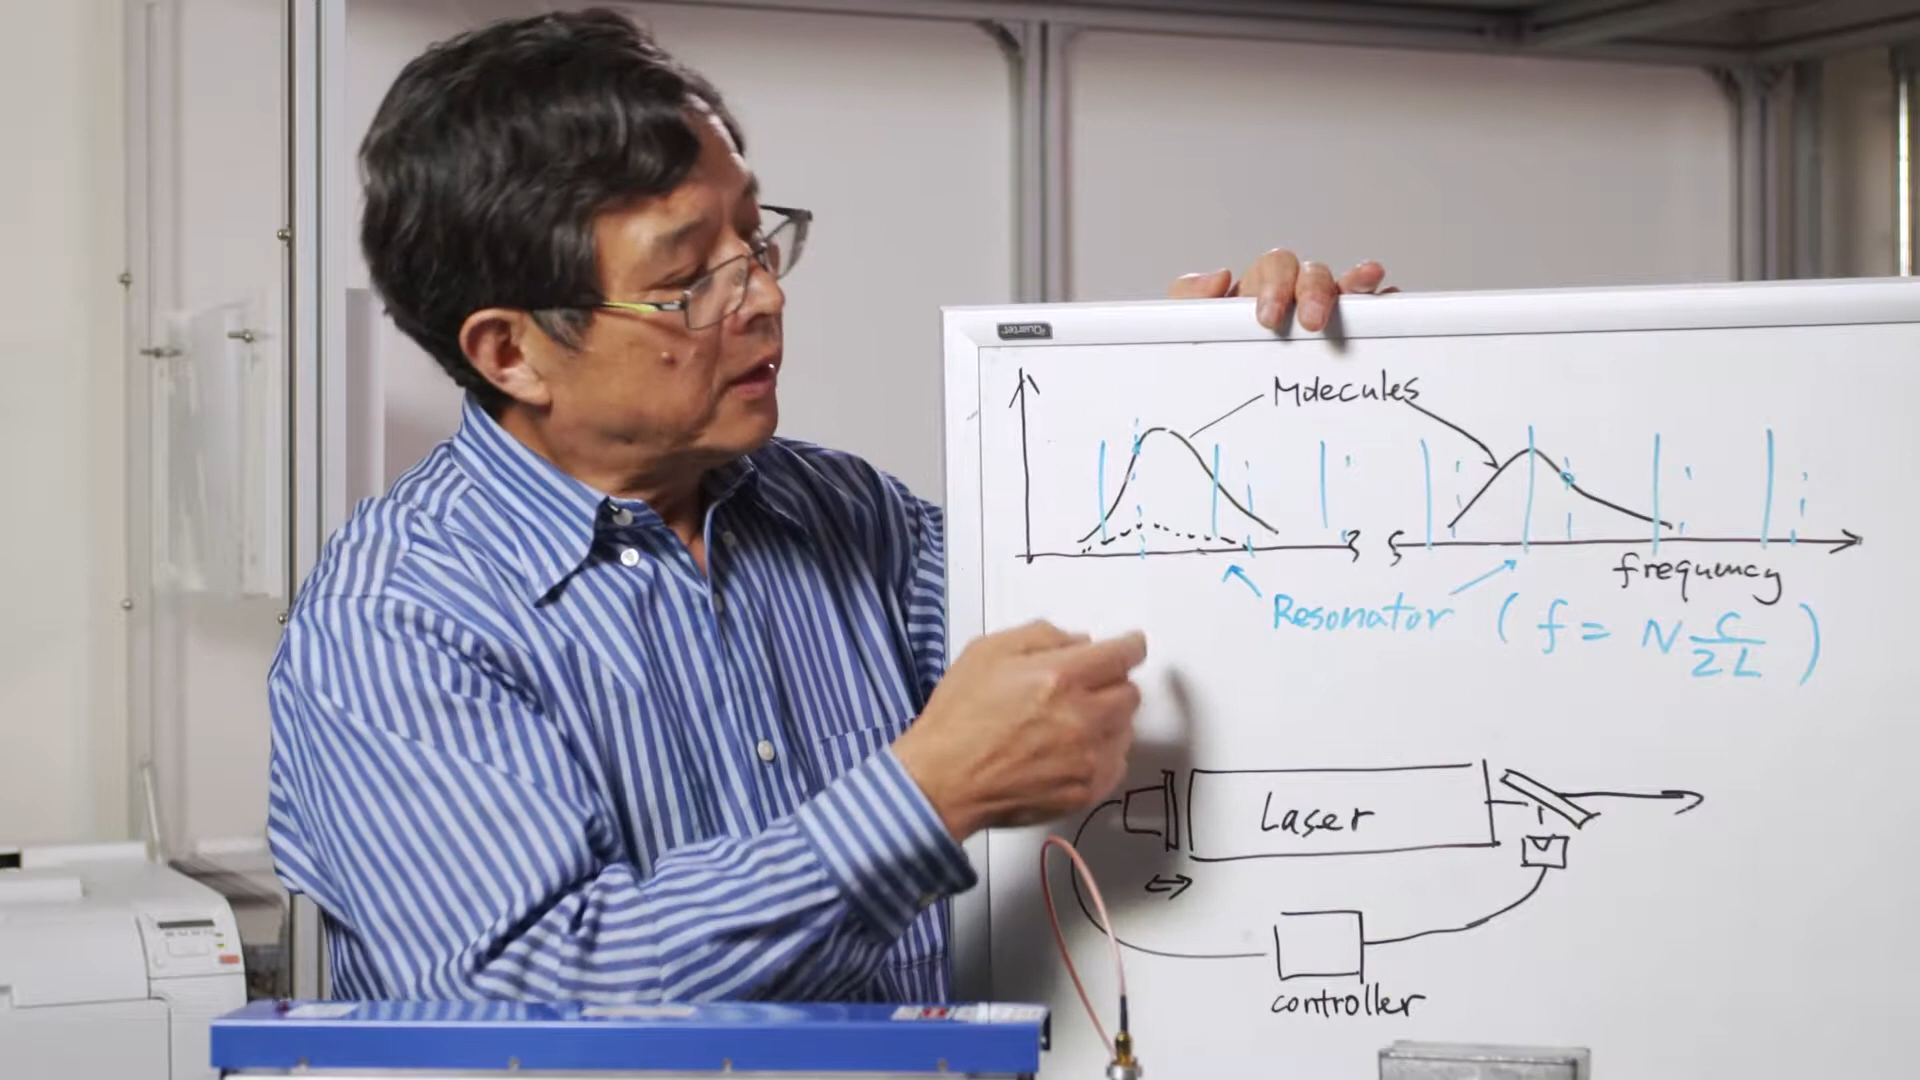 Quartet
Molecules
frequency
Resonator ( f = N c/2L )
Laser
controller